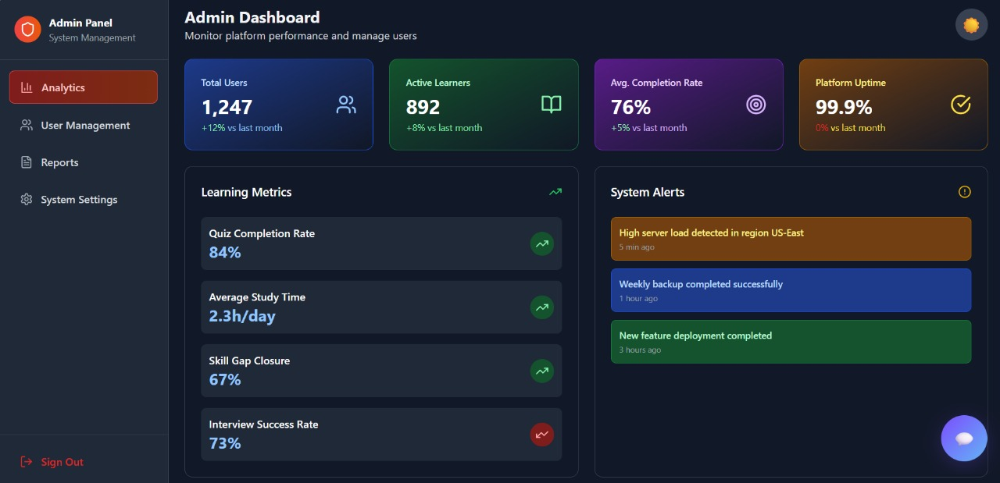 Admin Panel
System Management
Analytics
User Management
Reports
System Settings
Sign Out
Admin Dashboard
Monitor platform performance and manage users
Total Users
1,247
+12% vs last month
Active Learners
892
+8% vs last month
Avg. Completion Rate
76%
+5% vs last month
Platform Uptime
99.9%
0% vs last month
Learning Metrics
Quiz Completion Rate
84%
Average Study Time
2.3h/day
Skill Gap Closure
67%
Interview Success Rate
73%
System Alerts
High server load detected in region US-East
5 min ago
Weekly backup completed successfully
1 hour ago
New feature deployment completed
3 hours ago